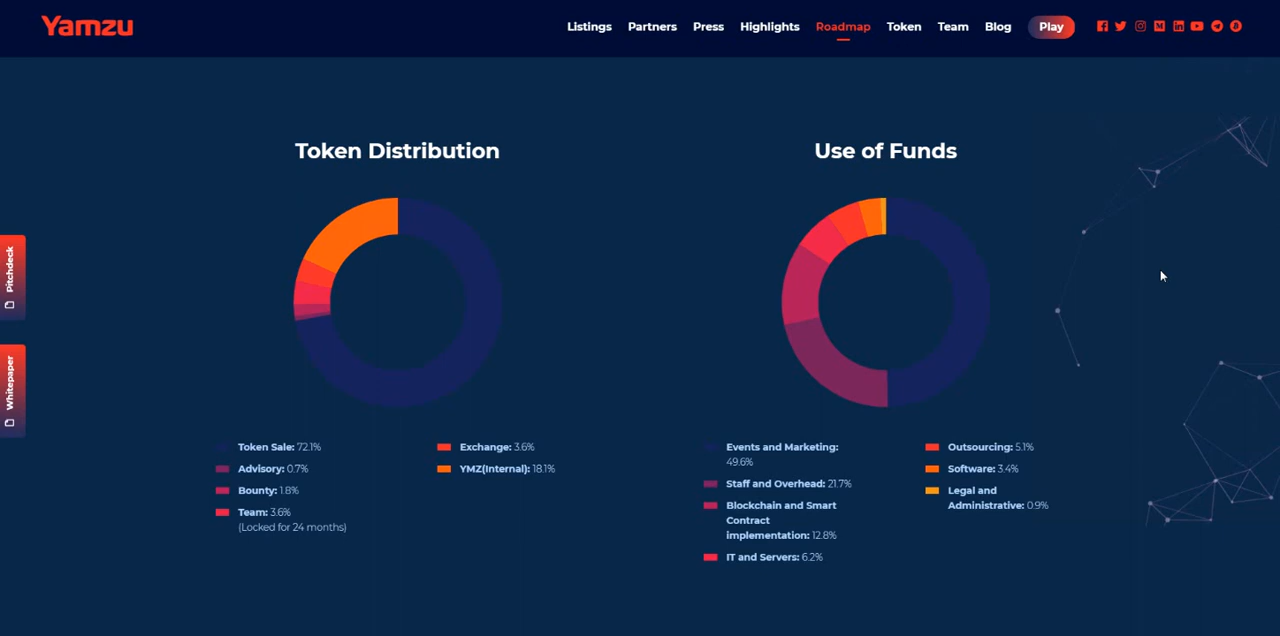 Yamzu
Listings Partners Press Highlights Roadmap Token Team Blog Play
Token Distribution
Use of Funds
Pitchdeck
Whitepaper
Token Sale: 72.1%
Advisory: 0.7%
Bounty: 1.8%
Team: 3.6%
(Locked for 24 months)
Exchange: 3.6%
YMZ(Internal): 18.1%
Events and Marketing:
49.6%
Staff and Overhead: 21.7%
Blockchain and Smart
Contract
implementation: 12.8%
IT and Servers: 6.2%
Outsourcing: 5.1%
Software: 3.4%
Legal and
Administrative: 0.9%